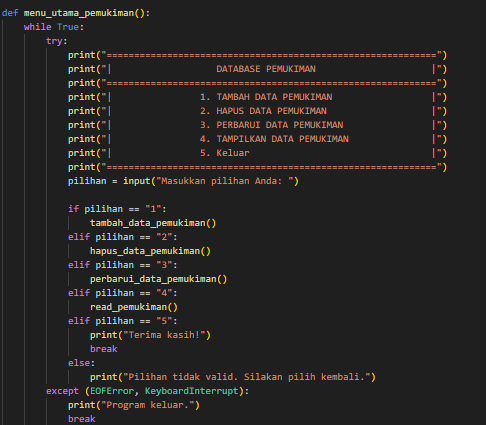 def menu_utama_pemukiman():
    while True:
        try:
            print("===========================================================")
            print("|                   DATABASE PEMUKIMAN                     |")
            print("===========================================================")
            print("|                1. TAMBAH DATA PEMUKIMAN                  |")
            print("|                2. HAPUS DATA PEMUKIMAN                   |")
            print("|                3. PERBARUI DATA PEMUKIMAN                |")
            print("|                4. TAMPILKAN DATA PEMUKIMAN               |")
            print("|                5. Keluar                                 |")
            print("===========================================================")
            pilihan = input("Masukkan pilihan Anda: ")
            if pilihan == "1":
                tambah_data_pemukiman()
            elif pilihan == "2":
                hapus_data_pemukiman()
            elif pilihan == "3":
                perbarui_data_pemukiman()
            elif pilihan == "4":
                read_pemukiman()
            elif pilihan == "5":
                print("Terima kasih!")
                break
            else:
                print("Pilihan tidak valid. Silakan pilih kembali.")
        except (EOFError, KeyboardInterrupt):
            print("Program keluar.")
            break